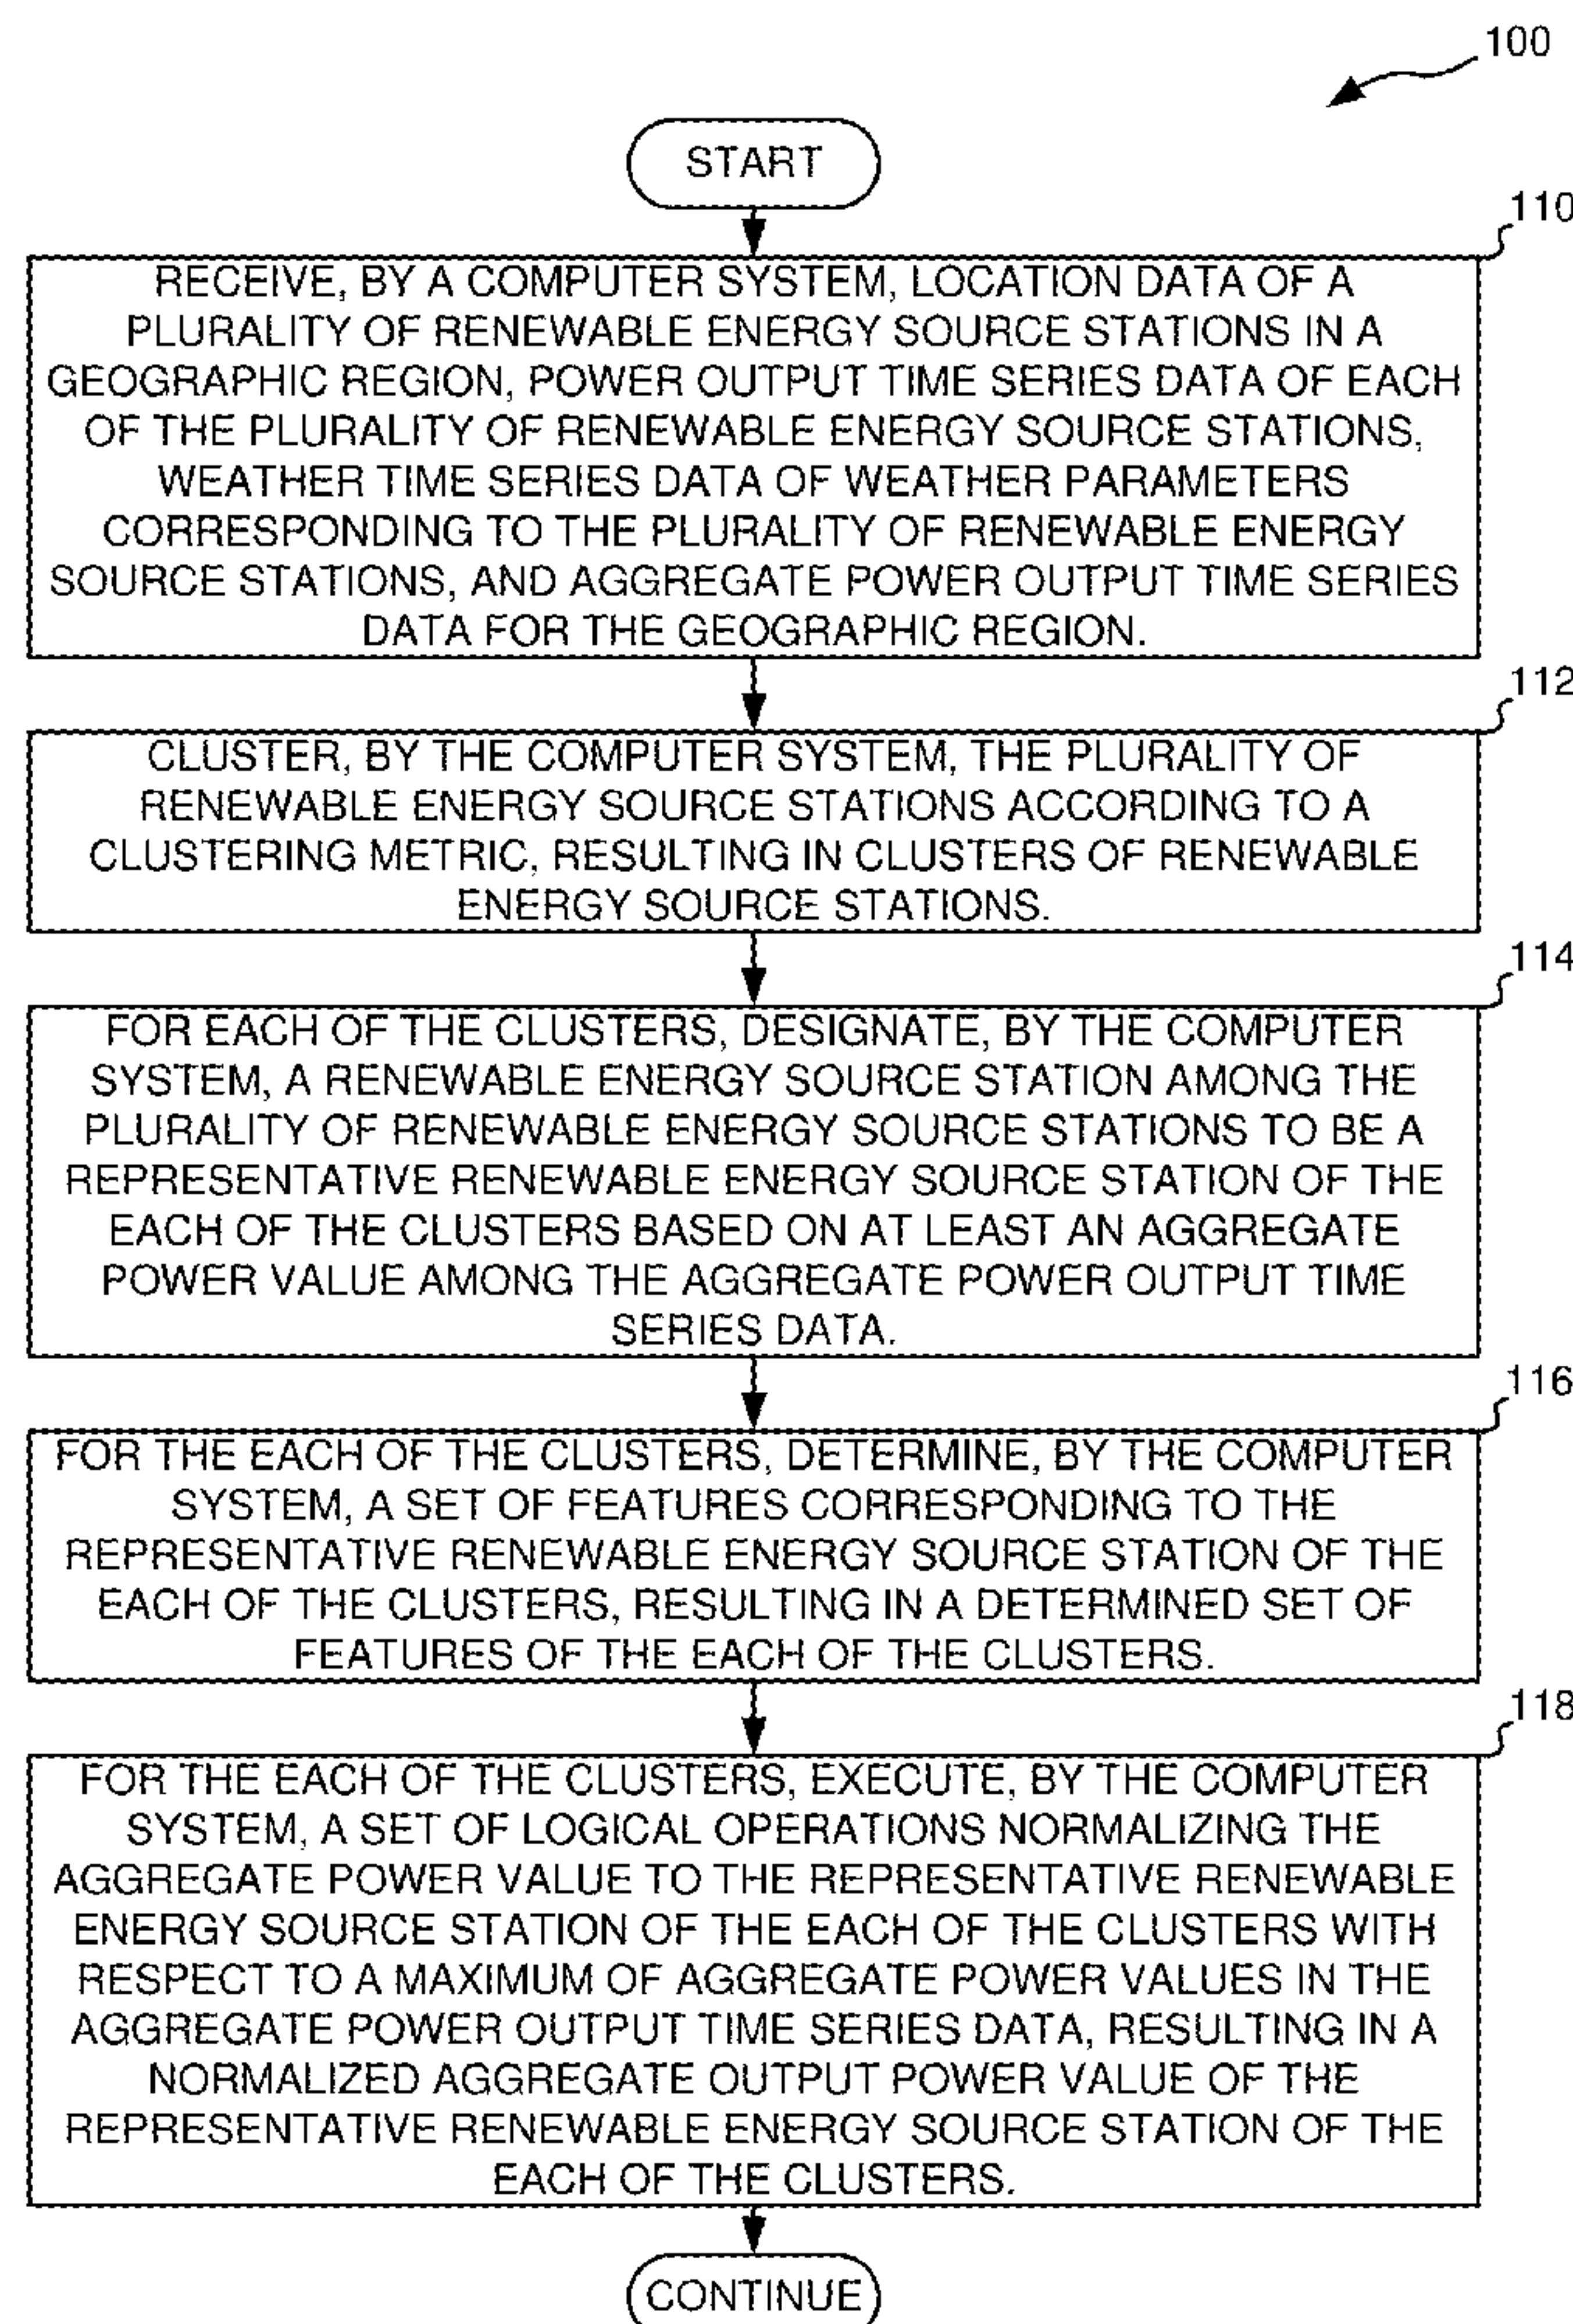 100
START
110
RECEIVE, BY A COMPUTER SYSTEM, LOCATION DATA OF A
PLURALITY OF RENEWABLE ENERGY SOURCE STATIONS IN A
GEOGRAPHIC REGION, POWER OUTPUT TIME SERIES DATA OF EACH
OF THE PLURALITY OF RENEWABLE ENERGY SOURCE STATIONS,
WEATHER TIME SERIES DATA OF WEATHER PARAMETERS
CORRESPONDING TO THE PLURALITY OF RENEWABLE ENERGY
SOURCE STATIONS, AND AGGREGATE POWER OUTPUT TIME SERIES
DATA FOR THE GEOGRAPHIC REGION.
112
CLUSTER, BY THE COMPUTER SYSTEM, THE PLURALITY OF
RENEWABLE ENERGY SOURCE STATIONS ACCORDING TO A
CLUSTERING METRIC, RESULTING IN CLUSTERS OF RENEWABLE
ENERGY SOURCE STATIONS.
114
FOR EACH OF THE CLUSTERS, DESIGNATE, BY THE COMPUTER
SYSTEM, A RENEWABLE ENERGY SOURCE STATION AMONG THE
PLURALITY OF RENEWABLE ENERGY SOURCE STATIONS TO BE A
REPRESENTATIVE RENEWABLE ENERGY SOURCE STATION OF THE
EACH OF THE CLUSTERS BASED ON AT LEAST AN AGGREGATE
POWER VALUE AMONG THE AGGREGATE POWER OUTPUT TIME
SERIES DATA.
116
FOR THE EACH OF THE CLUSTERS, DETERMINE, BY THE COMPUTER
SYSTEM, A SET OF FEATURES CORRESPONDING TO THE
REPRESENTATIVE RENEWABLE ENERGY SOURCE STATION OF THE
EACH OF THE CLUSTERS, RESULTING IN A DETERMINED SET OF
FEATURES OF THE EACH OF THE CLUSTERS.
118
FOR THE EACH OF THE CLUSTERS, EXECUTE, BY THE COMPUTER
SYSTEM, A SET OF LOGICAL OPERATIONS NORMALIZING THE
AGGREGATE POWER VALUE TO THE REPRESENTATIVE RENEWABLE
ENERGY SOURCE STATION OF THE EACH OF THE CLUSTERS WITH
RESPECT TO A MAXIMUM OF AGGREGATE POWER VALUES IN THE
AGGREGATE POWER OUTPUT TIME SERIES DATA, RESULTING IN A
NORMALIZED AGGREGATE OUTPUT POWER VALUE OF THE
REPRESENTATIVE RENEWABLE ENERGY SOURCE STATION OF THE
EACH OF THE CLUSTERS.
CONTINUE